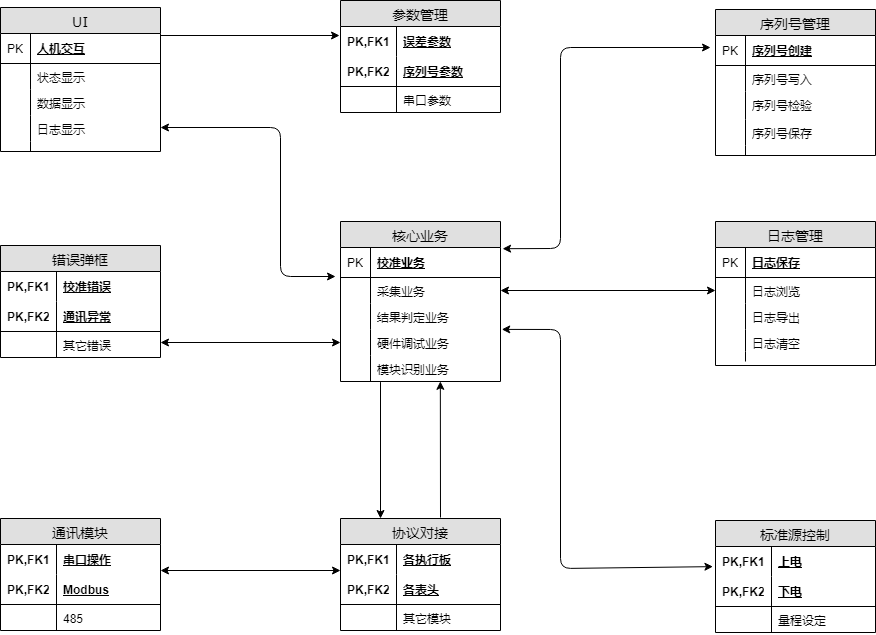 UI
PK 人机交互
状态显示
数据显示
日志显示
参数管理
PK,FK1 误差参数
PK,FK2 序列号参数
串口参数
序列号管理
PK 序列号创建
序列号写入
序列号检验
序列号保存
错误弹框
PK,FK1 校准错误
PK,FK2 通讯异常
其它错误
核心业务
PK 校准业务
采集业务
结果判定业务
硬件调试业务
模块识别业务
日志管理
PK 日志保存
日志浏览
日志导出
日志清空
通讯模块
PK,FK1 串口操作
PK,FK2 Modbus
485
协议对接
PK,FK1 各执行板
PK,FK2 各表头
其它模块
标准源控制
PK,FK1 上电
PK,FK2 下电
量程设定